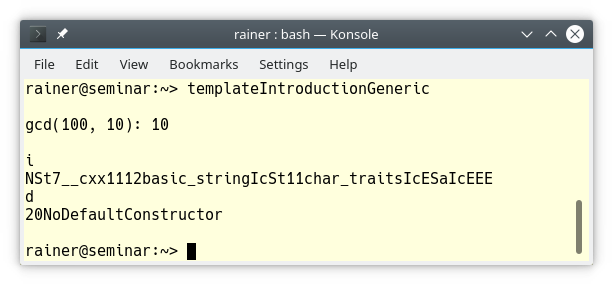 rainer : bash — Konsole
File Edit View Bookmarks Settings Help
rainer@seminar:~> templateIntroductionGeneric
gcd(100, 10): 10
i
NSt7__cxx1112basic_stringIcSt11char_traitsIcESaIcEEE
d
20NoDefaultConstructor
rainer@seminar:~>